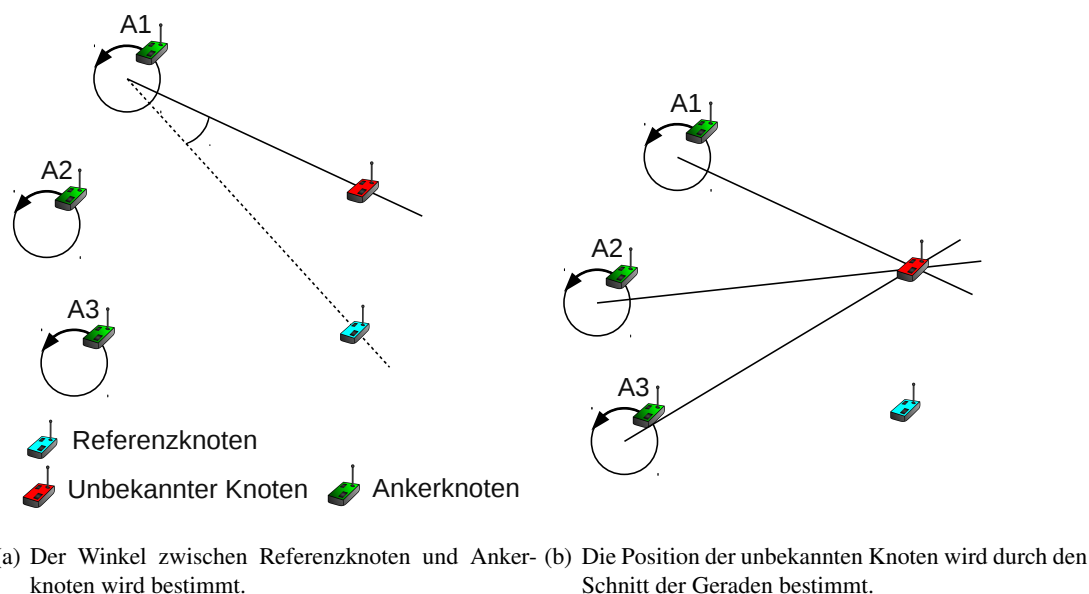 A1
A2
A3
Referenzknoten
Unbekannter Knoten
Ankerknoten
a) Der Winkel zwischen Referenzknoten und Anker-
knoten wird bestimmt.
A1
A2
A3
(b) Die Position der unbekannten Knoten wird durch den
Schnitt der Geraden bestimmt.